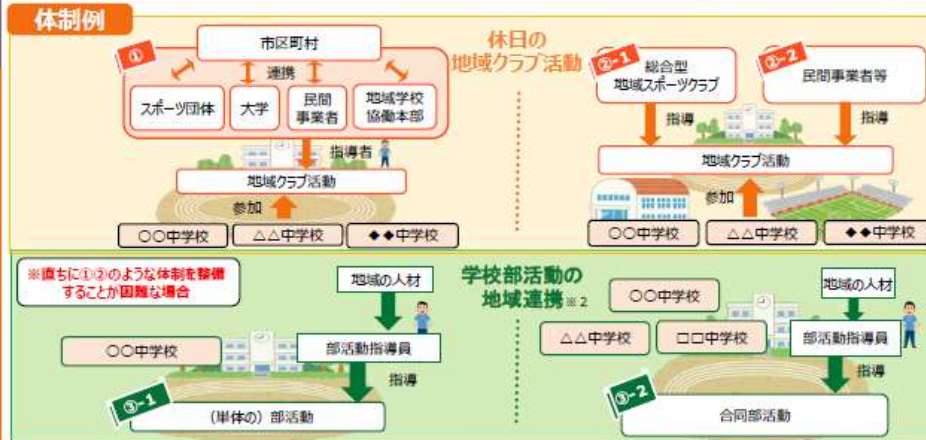 体制例
休日の
地域クラブ活動
①
市区町村
連携
スポーツ団体
大学
民間
事業者
地域学校
協働本部
指導者
地域クラブ活動
参加
○○中学校
△△中学校
◆◆中学校
②-1
総合型
地域スポーツクラブ
②-2
民間事業者等
指導
指導
地域クラブ活動
参加
○○中学校
△△中学校
◆◆中学校
※直ちに①②のような体制を整備
することが困難な場合
学校部活動の
地域連携※2
地域の人材
○○中学校
部活動指導員
指導
③-1
(単体の)部活動
○○中学校
地域の人材
△△中学校
□□中学校
部活動指導員
指導
③-2
合同部活動